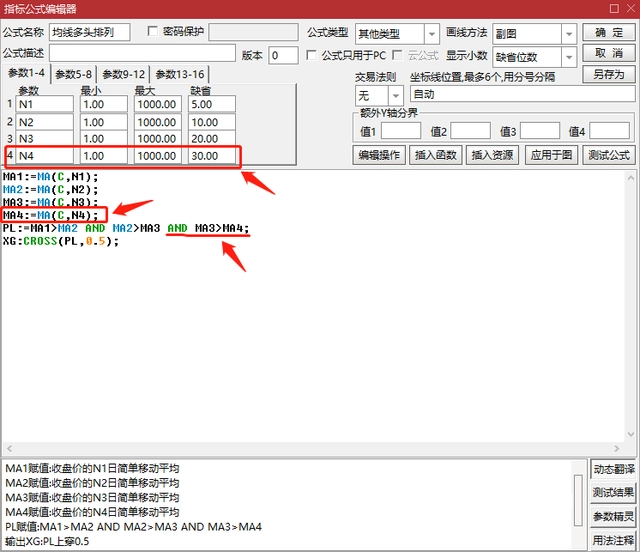 指标公式编辑器
公式名称 均线多头排列 密码保护 公式类型 其他类型 画线方法 副图 确 定
公式描述 版本 0 公式只用于PC 云公式 显示小数 缺省位数 取 消
参数1-4 参数5-8 参数9-12 参数13-16 交易法则 坐标线位置,最多6个,用分号分隔 另存为
参数 最小 最大 缺省 无 自动
1 N1 1.00 1000.00 5.00 额外Y轴分界
2 N2 1.00 1000.00 10.00 值1 值2 值3 值4
3 N3 1.00 1000.00 20.00
4 N4 1.00 1000.00 30.00 编辑操作 插入函数 插入资源 应用于图 测试公式
MA1:=MA(C,N1);
MA2:=MA(C,N2);
MA3:=MA(C,N3);
MA4:=MA(C,N4);
PL:=MA1>MA2 AND MA2>MA3 AND MA3>MA4;
XG:CROSS(PL,0.5);
MA1赋值:收盘价的N1日简单移动平均 动态翻译
MA2赋值:收盘价的N2日简单移动平均
MA3赋值:收盘价的N3日简单移动平均 测试结果
MA4赋值:收盘价的N4日简单移动平均
PL赋值:MA1>MA2 AND MA2>MA3 AND MA3>MA4 参数精灵
输出XG:PL上穿0.5 用法注释